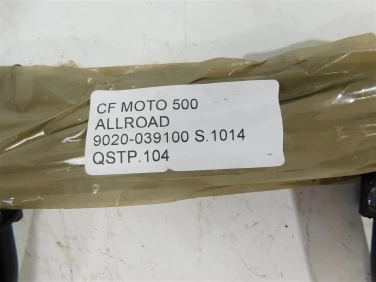 CF MOTO 500
ALLROAD
9020-039100 S.1014
QSTP.104